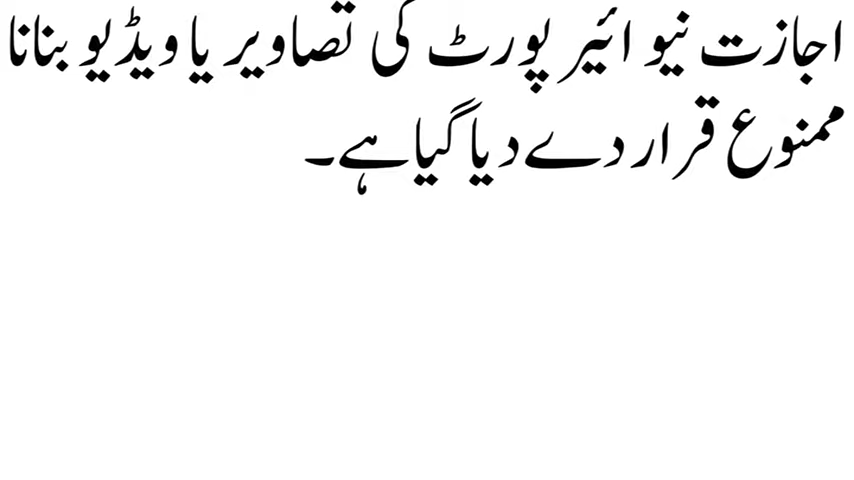 اجازت نیو ائیر پورٹ کی تصاویر یا ویڈیو بنانا
ممنوع قرار دے دیا گیا ہے۔